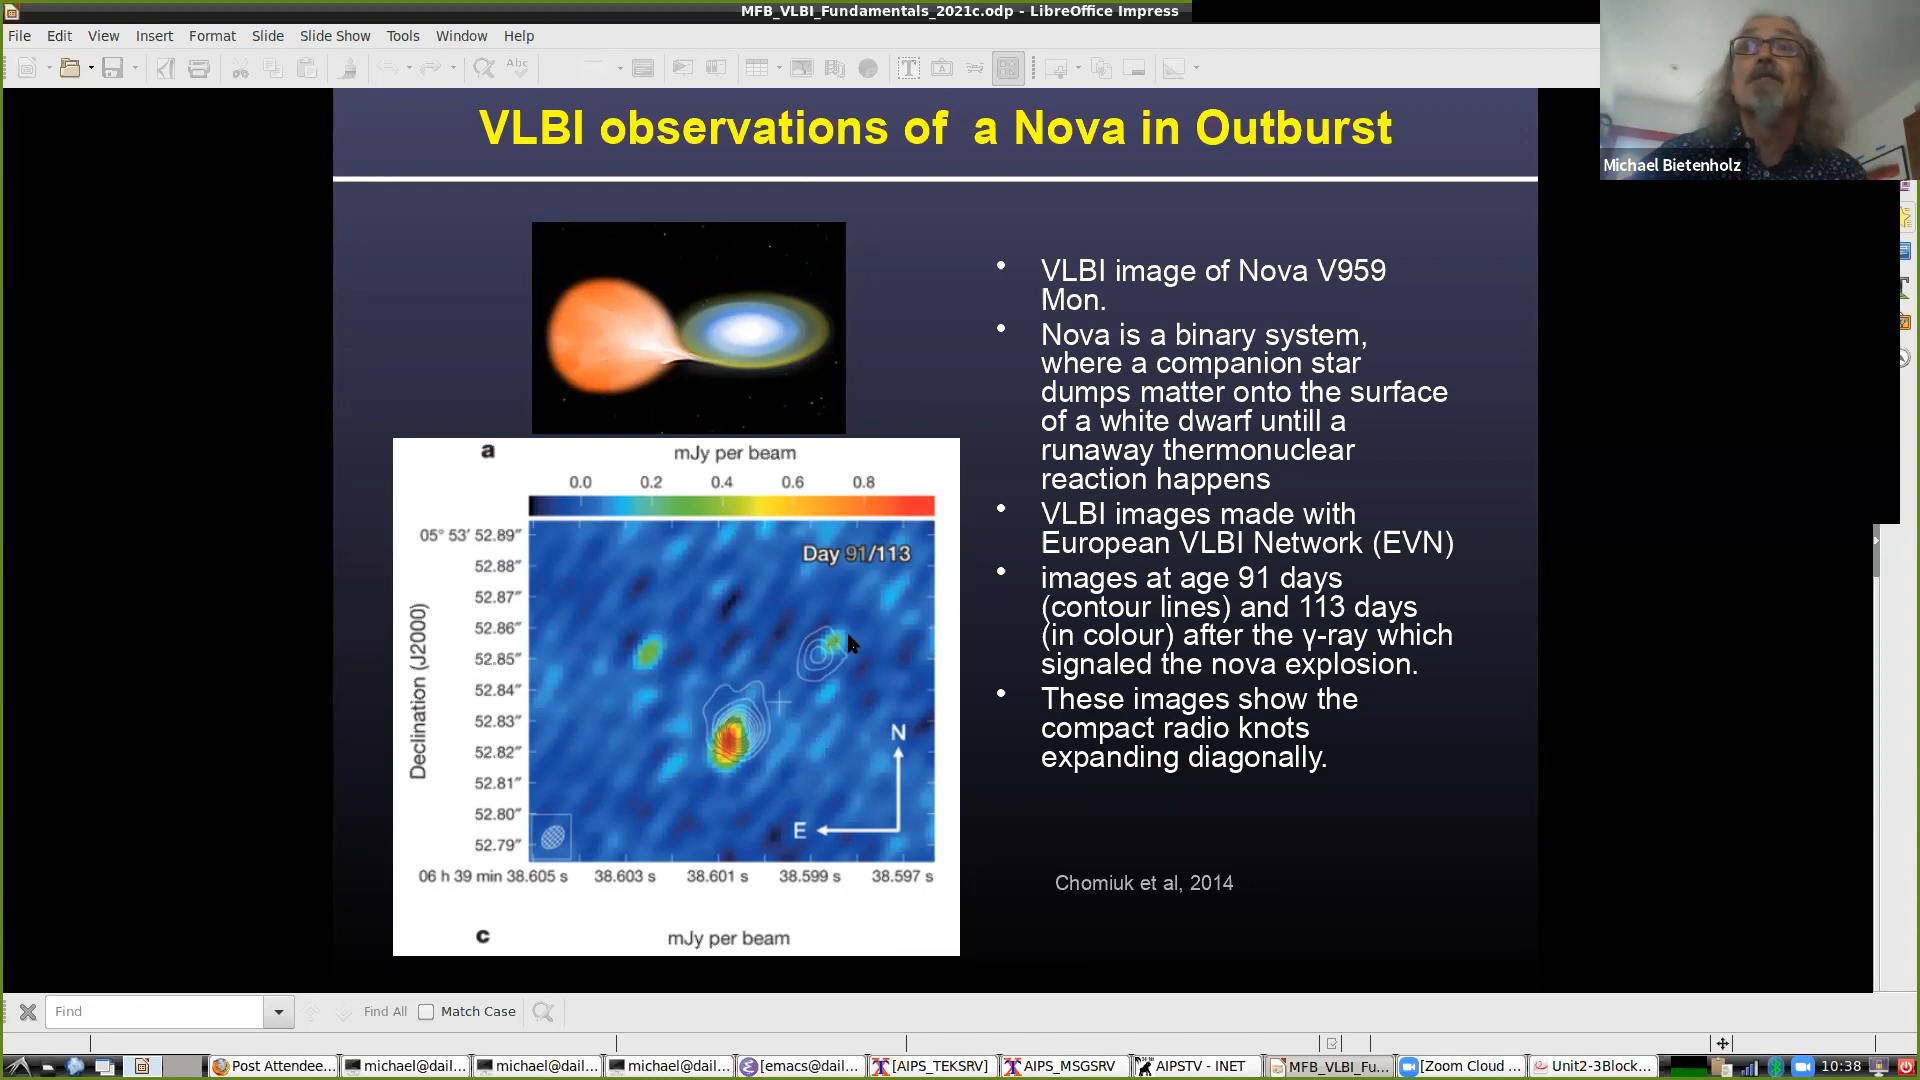 MFB_VLBI_Fundamentals_2021c.odp - LibreOffice Impress
File Edit View Insert Format Slide Slide Show Tools Window Help
Michael Bietenholz
VLBI observations of a Nova in Outburst
a
mJy per beam
0.0 0.2 0.4 0.6 0.8
Day 91/113
05° 53′ 52.89″
52.88″
52.87″
52.86″
52.85″
52.84″
52.83″
52.82″
52.81″
52.80″
52.79″
Declination (J2000)
N
E
06 h 39 min 38.605 s 38.603 s 38.601 s 38.599 s 38.597 s
c
mJy per beam
• VLBI image of Nova V959
Mon.
• Nova is a binary system,
where a companion star
dumps matter onto the surface
of a white dwarf untill a
runaway thermonuclear
reaction happens
• VLBI images made with
European VLBI Network (EVN)
• images at age 91 days
(contour lines) and 113 days
(in colour) after the γ-ray which
signaled the nova explosion.
• These images show the
compact radio knots
expanding diagonally.
Chomiuk et al, 2014
Find
Find All
Match Case
Post Attendee... michael@dail... michael@dail... michael@dail... [emacs@dail... [AIPS_TEKSRV] AIPS_MSGSRV AIPSTV - INET MFB_VLBI_Fu... [Zoom Cloud ... Unit2-3Block... 10:38